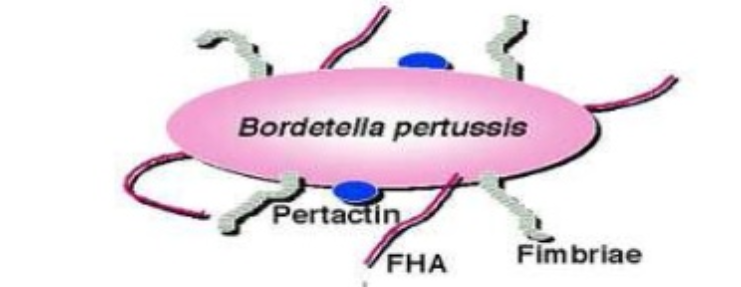 Bordetella pertussis
Pertactin
FHA
Fimbriae